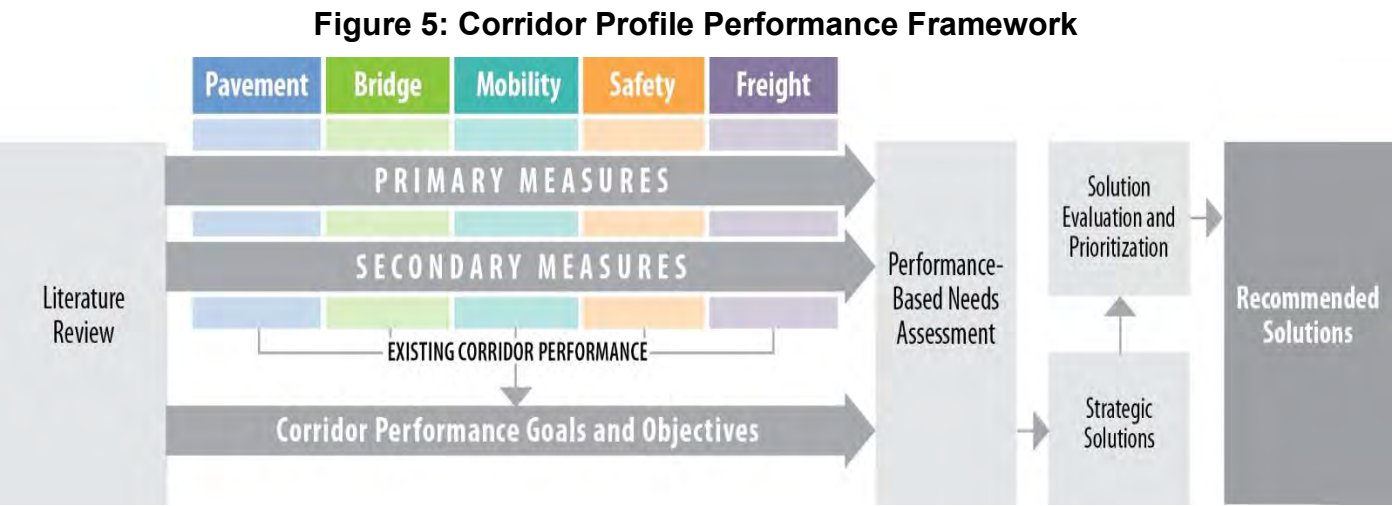 Figure 5: Corridor Profile Performance Framework
Pavement
Bridge
Mobility
Safety
Freight
Literature
Review
PRIMARY MEASURES
SECONDARY MEASURES
EXISTING CORRIDOR PERFORMANCE
Corridor Performance Goals and Objectives
Performance-
Based Needs
Assessment
Solution
Evaluation and
Prioritization
Strategic
Solutions
Recommended
Solutions